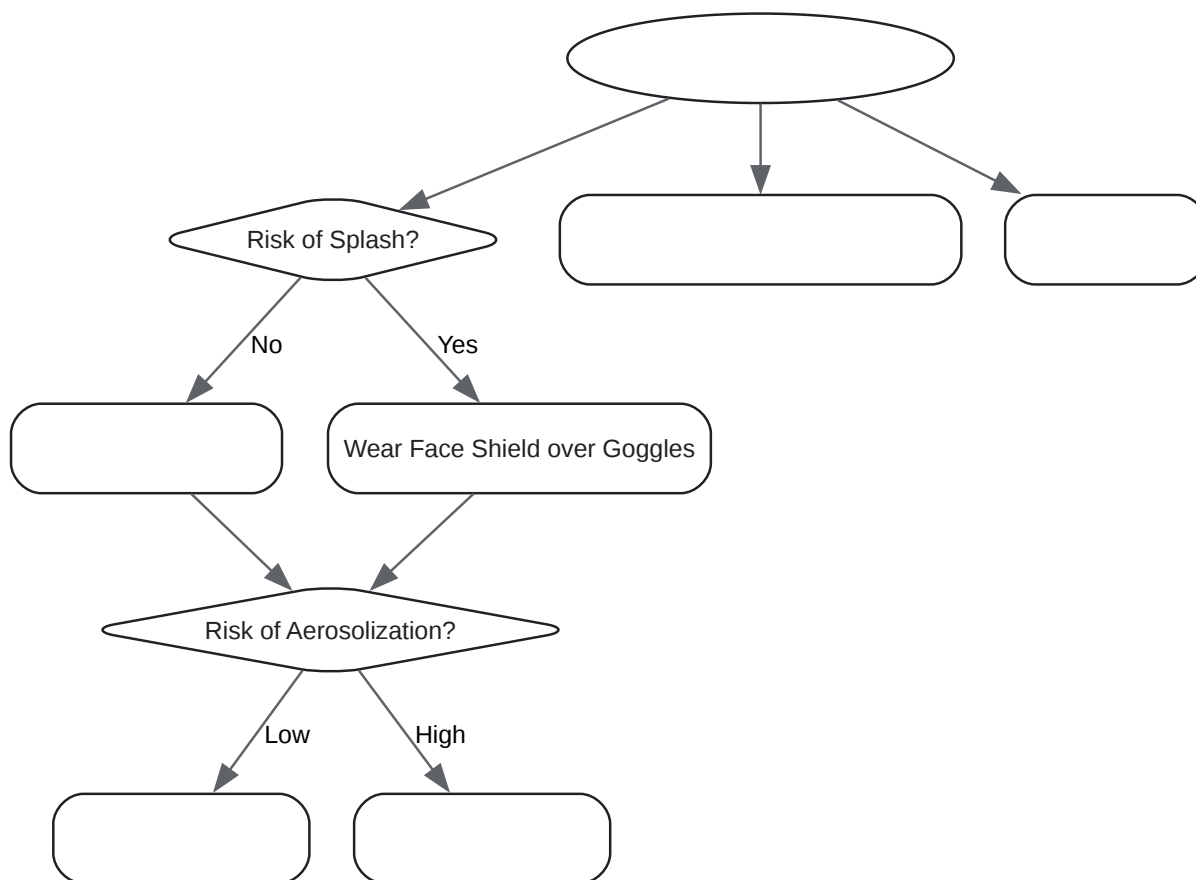 Risk of Splash?
No
Yes
Wear Face Shield over Goggles
Risk of Aerosolization?
Low
High